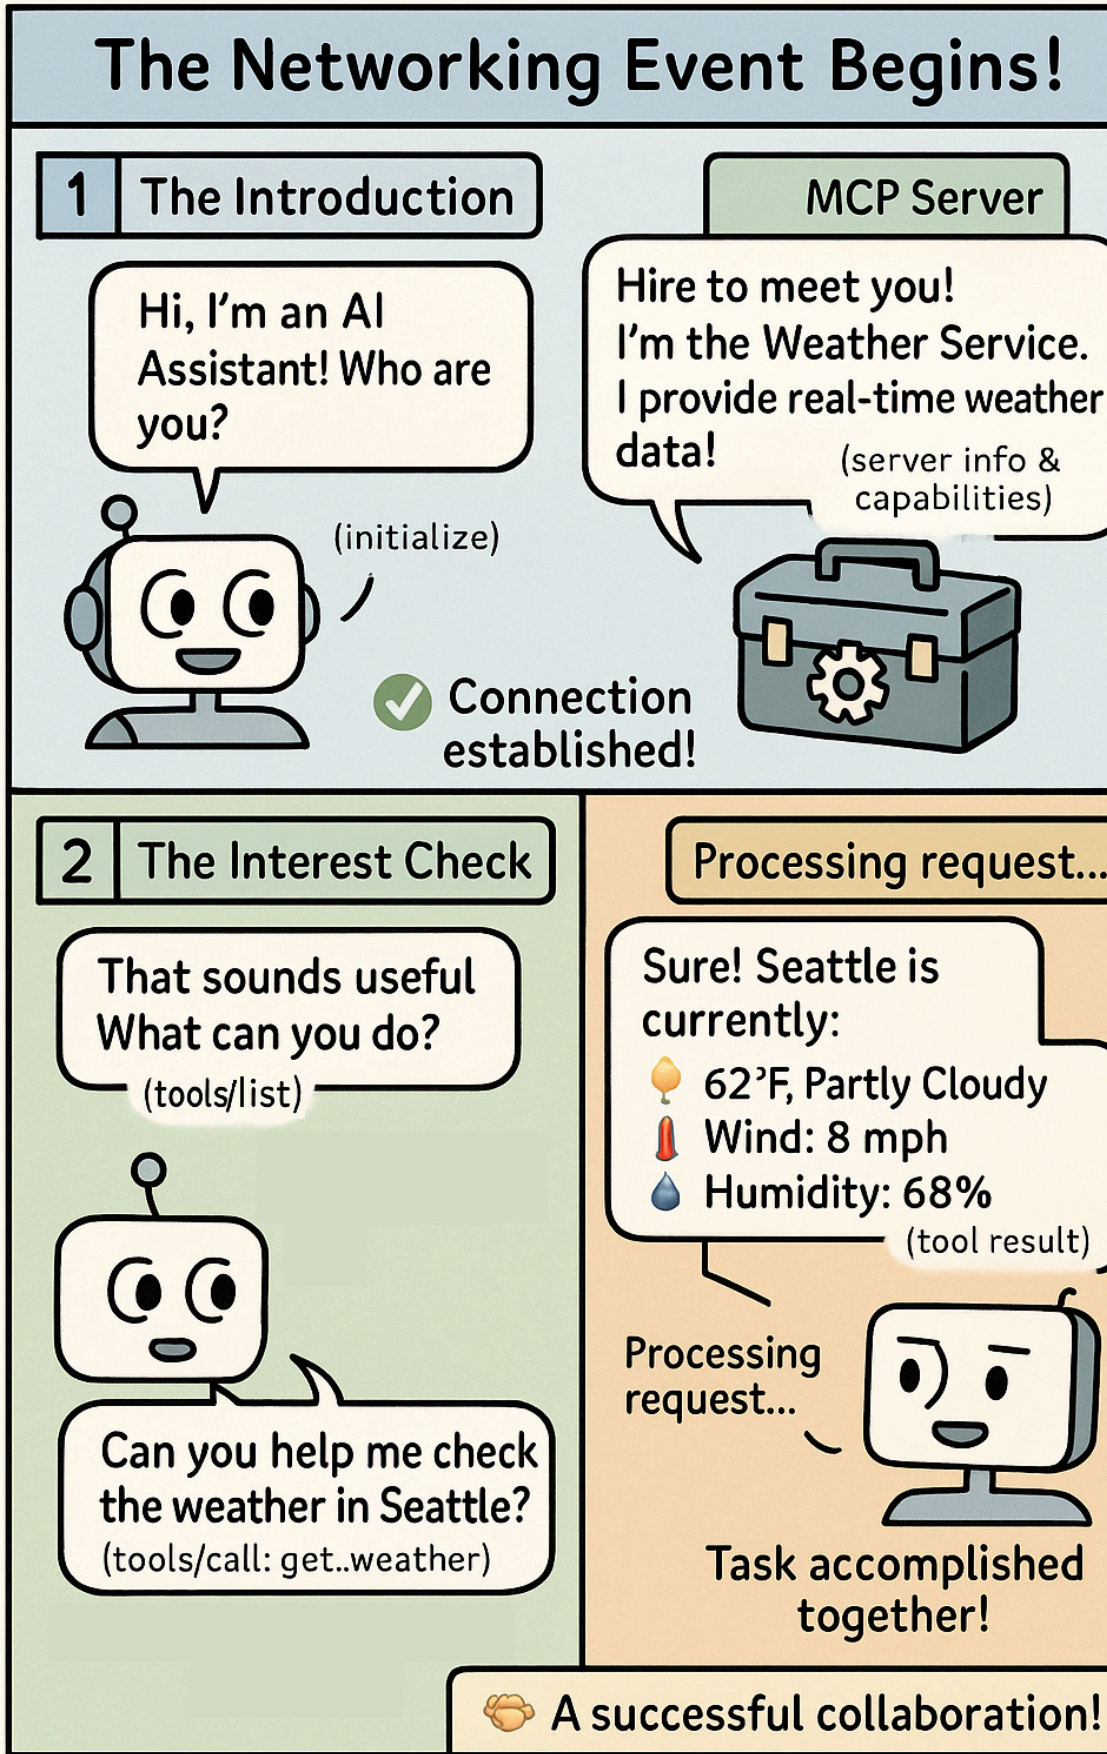 The Networking Event Begins!
1 The Introduction
MCP Server
Hi, I'm an AI
Assistant! Who are
you?
Hire to meet you!
I'm the Weather Service.
I provide real-time weather
data!
(server info &
capabilities)
(initialize)
Connection
established!
2 The Interest Check
That sounds useful
What can you do?
(tools/list)
Can you help me check
the weather in Seattle?
(tools/call: get..weather)
Processing request...
Sure! Seattle is
currently:
62°F, Partly Cloudy
Wind: 8 mph
Humidity: 68%
(tool result)
Processing
request...
Task accomplished
together!
A successful collaboration!